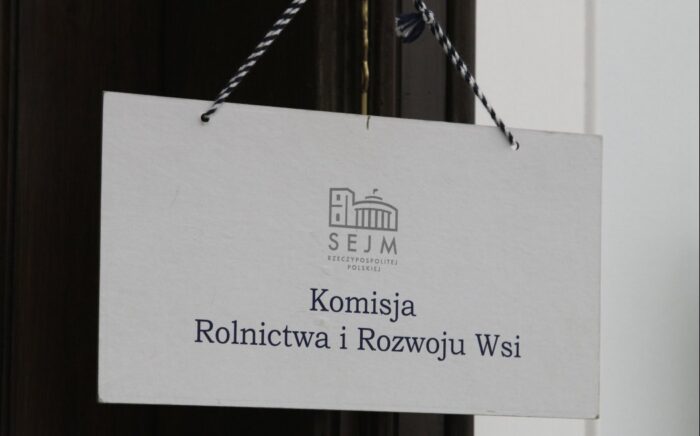 SEJM
RZECZYPOSPOLITEJ
POLSKIEJ
Komisja
Rolnictwa i Rozwoju Wsi